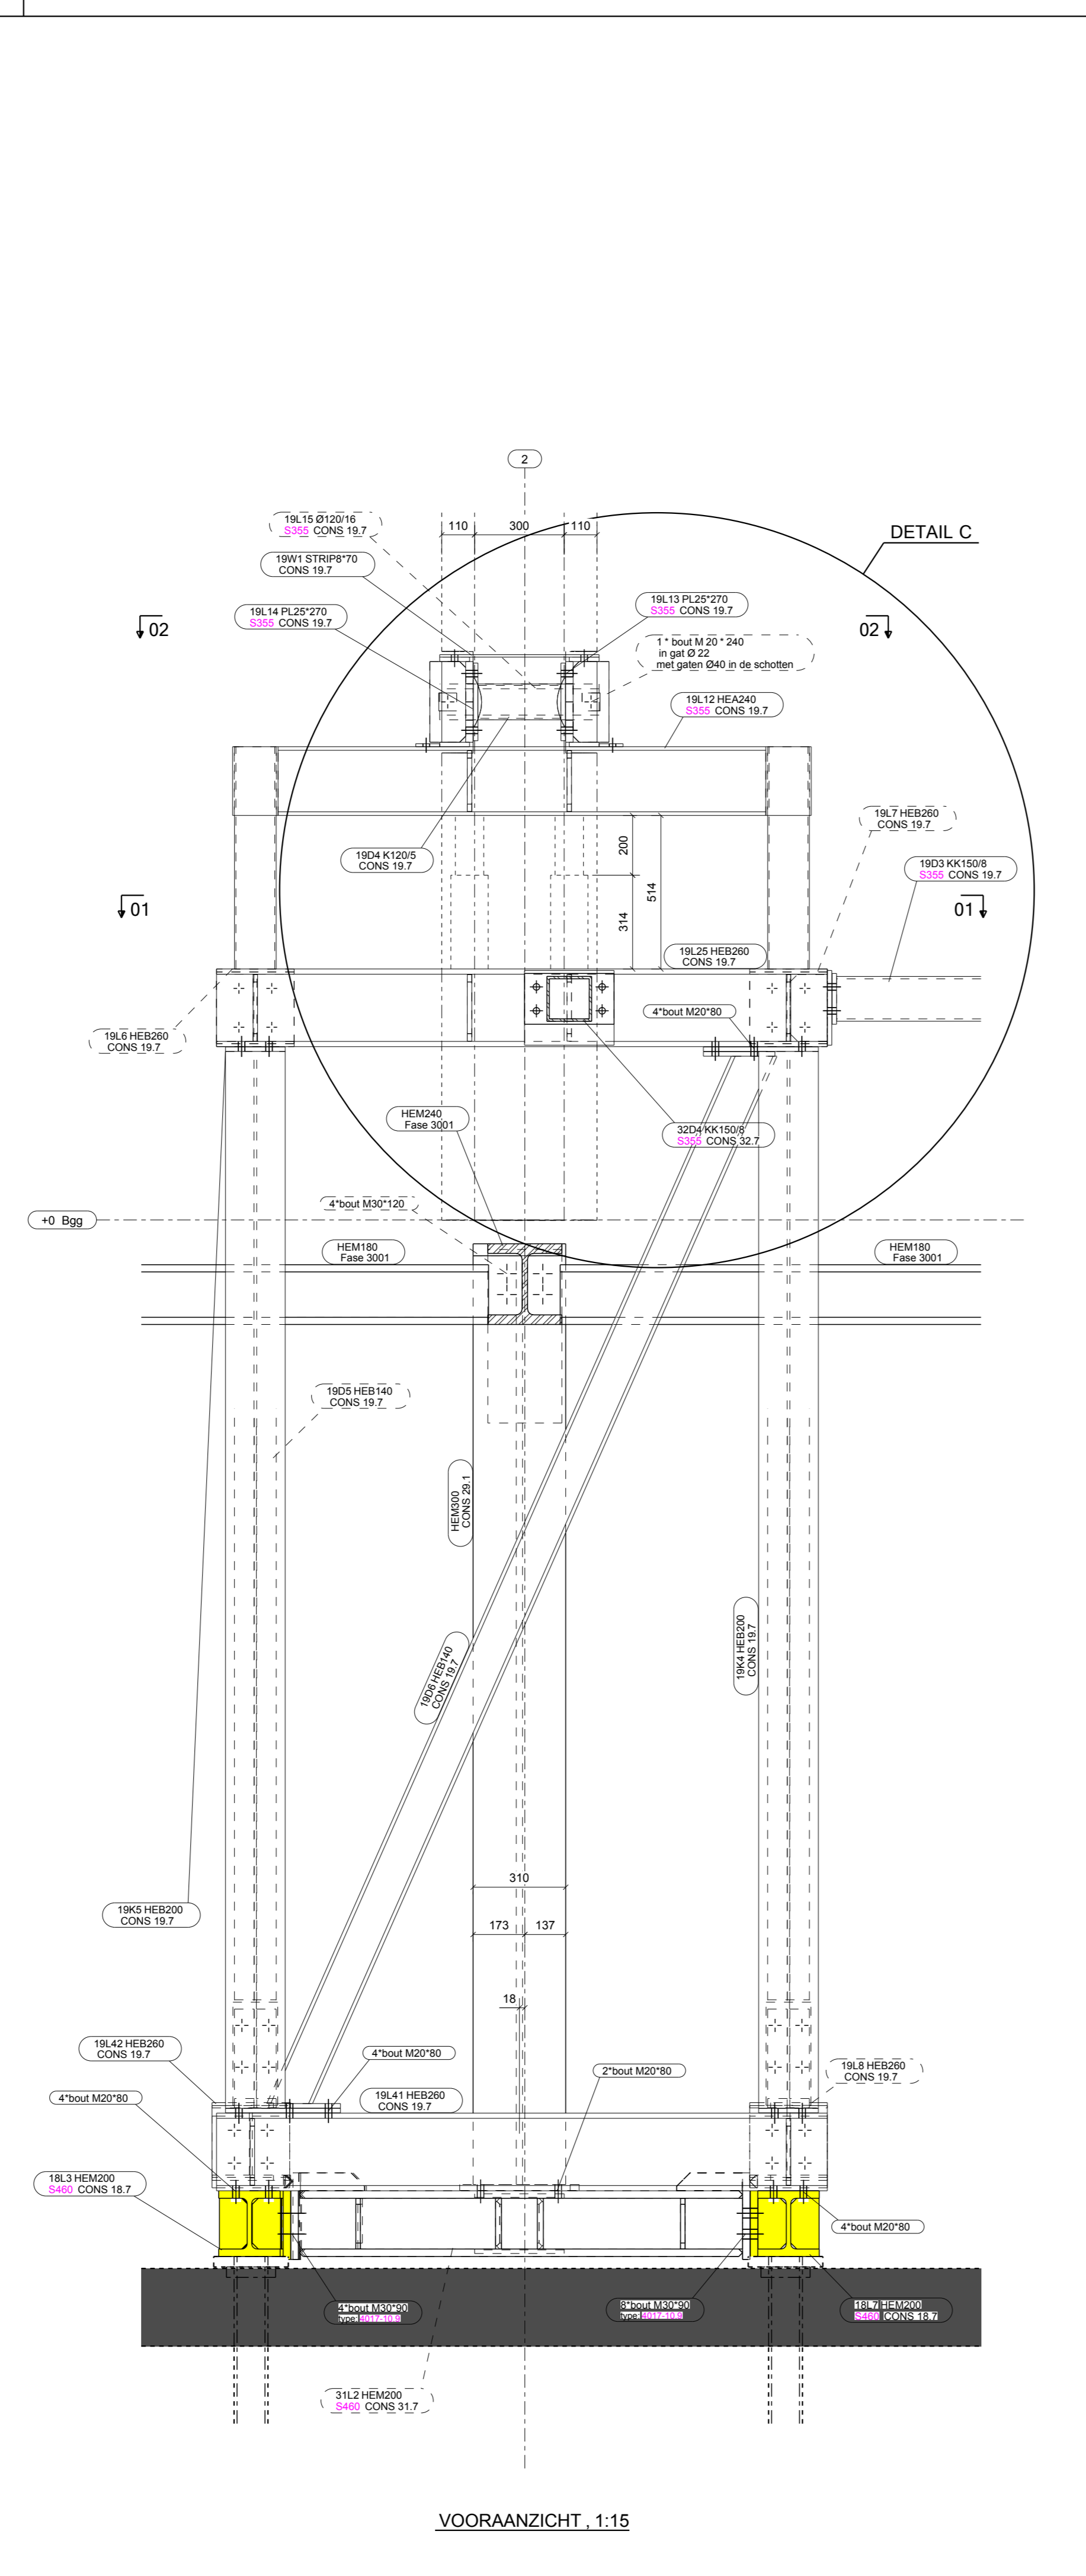 2
19L15 Ø120/16
S355 CONS 19.7
110
300
110
DETAIL C
19W1 STRIP8*70
CONS 19.7
19L14 PL25*270
S355 CONS 19.7
19L13 PL25*270
S355 CONS 19.7
02
02
1 * bout M 20 * 240
in gat Ø 22
met gaten Ø40 in de schotten
19L12 HEA240
S355 CONS 19.7
19L7 HEB260
CONS 19.7
19D4 K120/5
CONS 19.7
200
19D3 KK150/8
S355 CONS 19.7
514
314
01
01
19L25 HEB260
CONS 19.7
4*bout M20*80
19L6 HEB260
CONS 19.7
HEM240
Fase 3001
32D4 KK150/8
S355 CONS 32.7
4*bout M30*120
+0 Bgg
HEM180
Fase 3001
HEM180
Fase 3001
19D5 HEB140
CONS 19.7
HEM300
CONS 29.1
19D6 HEB140
CONS 19.7
19K4 HEB200
CONS 19.7
310
19K5 HEB200
CONS 19.7
173
137
18
19L42 HEB260
CONS 19.7
4*bout M20*80
2*bout M20*80
19L8 HEB260
CONS 19.7
4*bout M20*80
19L41 HEB260
CONS 19.7
18L3 HEM200
S460 CONS 18.7
4*bout M20*80
4*bout M30*90
type: 4017-10.9
8*bout M30*90
type: 4017-10.9
18L7 HEM200
S460 CONS 18.7
31L2 HEM200
S460 CONS 31.7
VOORAANZICHT , 1:15